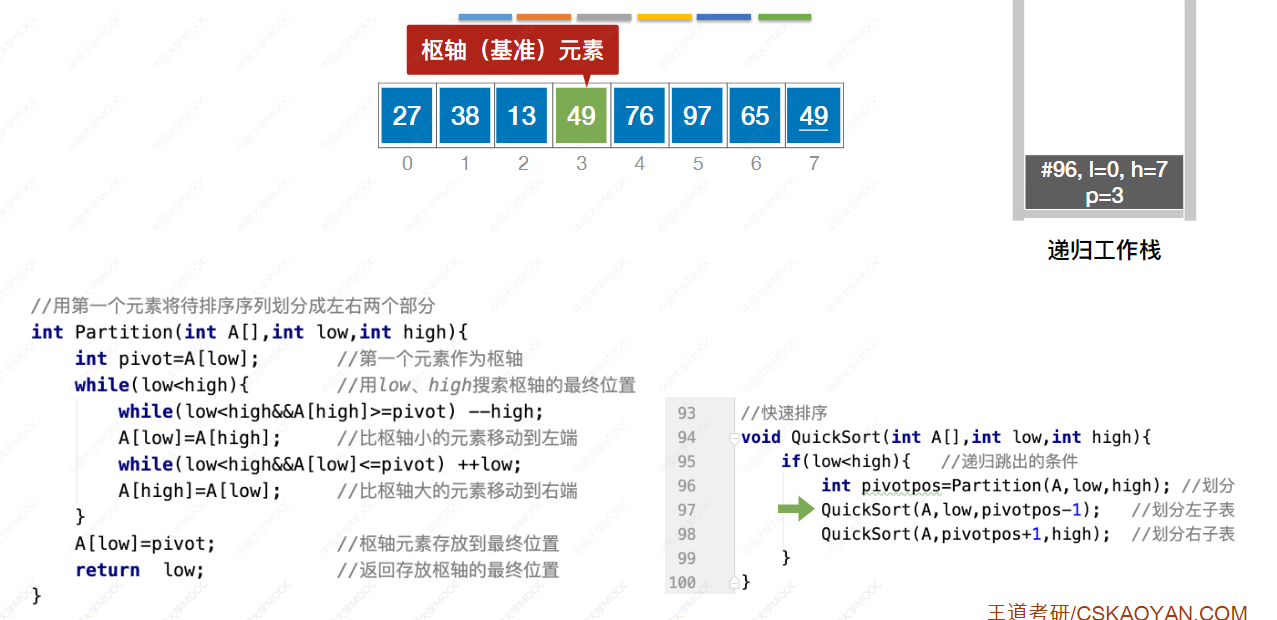 枢轴（基准）元素
27 38 13 49 76 97 65 49
0 1 2 3 4 5 6 7
#96, l=0, h=7
p=3
递归工作栈
//用第一个元素将待排序序列划分成左右两个部分
int Partition(int A[],int low,int high){
int pivot=A[low]; //第一个元素作为枢轴
while(low<high){ //用low、high搜索枢轴的最终位置
while(low<high&&A[high]>=pivot) --high;
A[low]=A[high]; //比枢轴小的元素移动到左端
while(low<high&&A[low]<=pivot) ++low;
A[high]=A[low]; //比枢轴大的元素移动到右端
}
A[low]=pivot; //枢轴元素存放到最终位置
return low; //返回存放枢轴的最终位置
}
93 //快速排序
94 void QuickSort(int A[],int low,int high){
95 if(low<high){ //递归跳出的条件
96 int pivotpos=Partition(A,low,high); //划分
97 QuickSort(A,low,pivotpos-1); //划分左子表
98 QuickSort(A,pivotpos+1,high); //划分右子表
99 }
100 }
王道考研/CSKAOYAN.COM